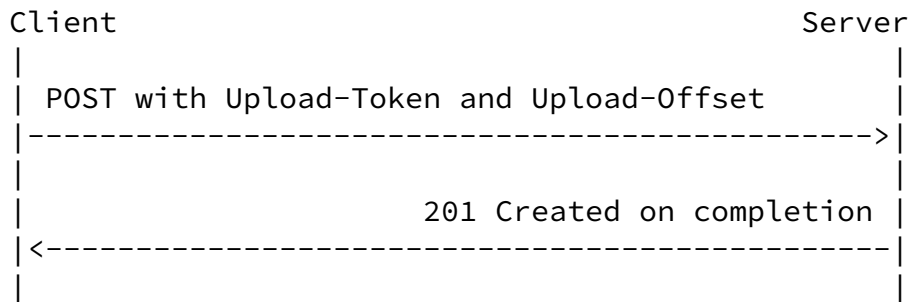 Client Server
POST with Upload-Token and Upload-Offset
201 Created on completion